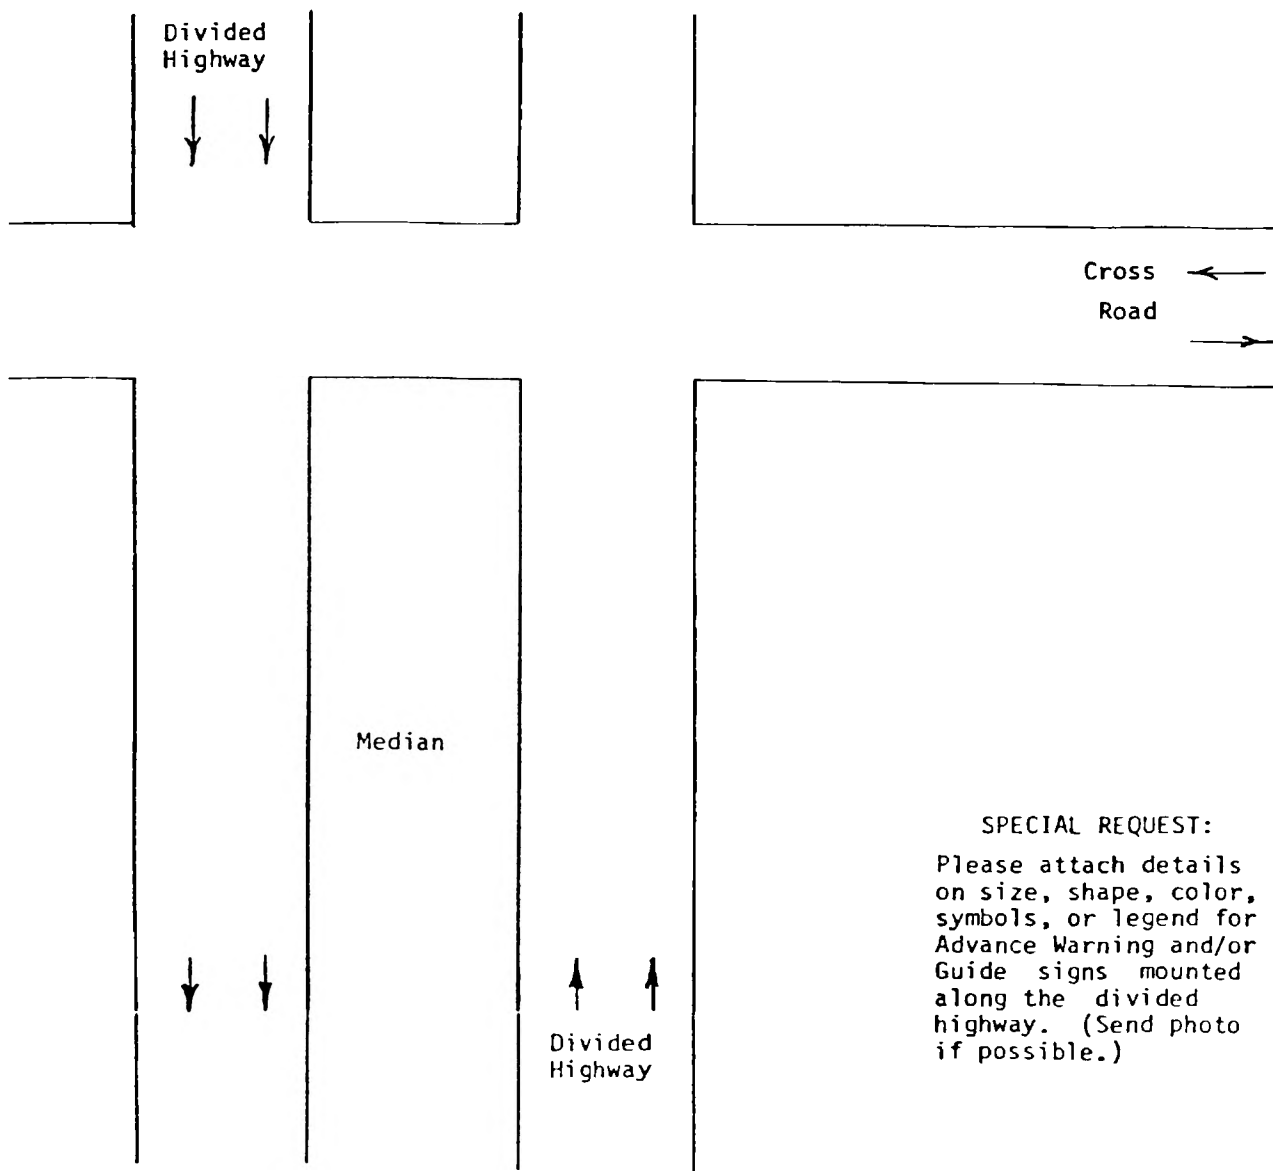 Divided
Highway
Cross
Road
Median
SPECIAL REQUEST:
Please attach details
on size, shape, color,
symbols, or legend for
Advance Warning and/or
Guide signs mounted
along the divided
highway. (Send photo
if possible.)
Divided
Highway